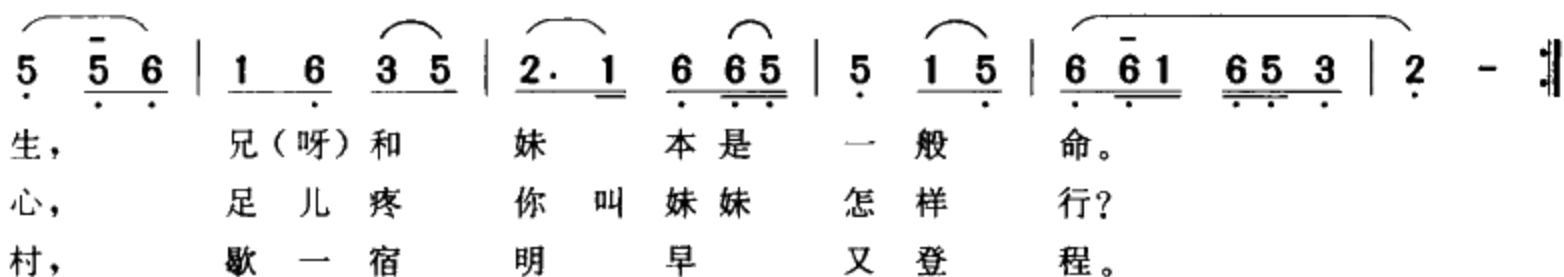 5 5 6 | 1 6 3 5 | 2. 1 6 6 5 | 5 1 5 | 6 6 1 6 5 3 | 2 - :‖
生， 兄（呀）和 妹 本是 一般 命。
心， 足儿疼 你叫妹妹 怎样 行？
村， 歇一宿 明 早 又登 程。